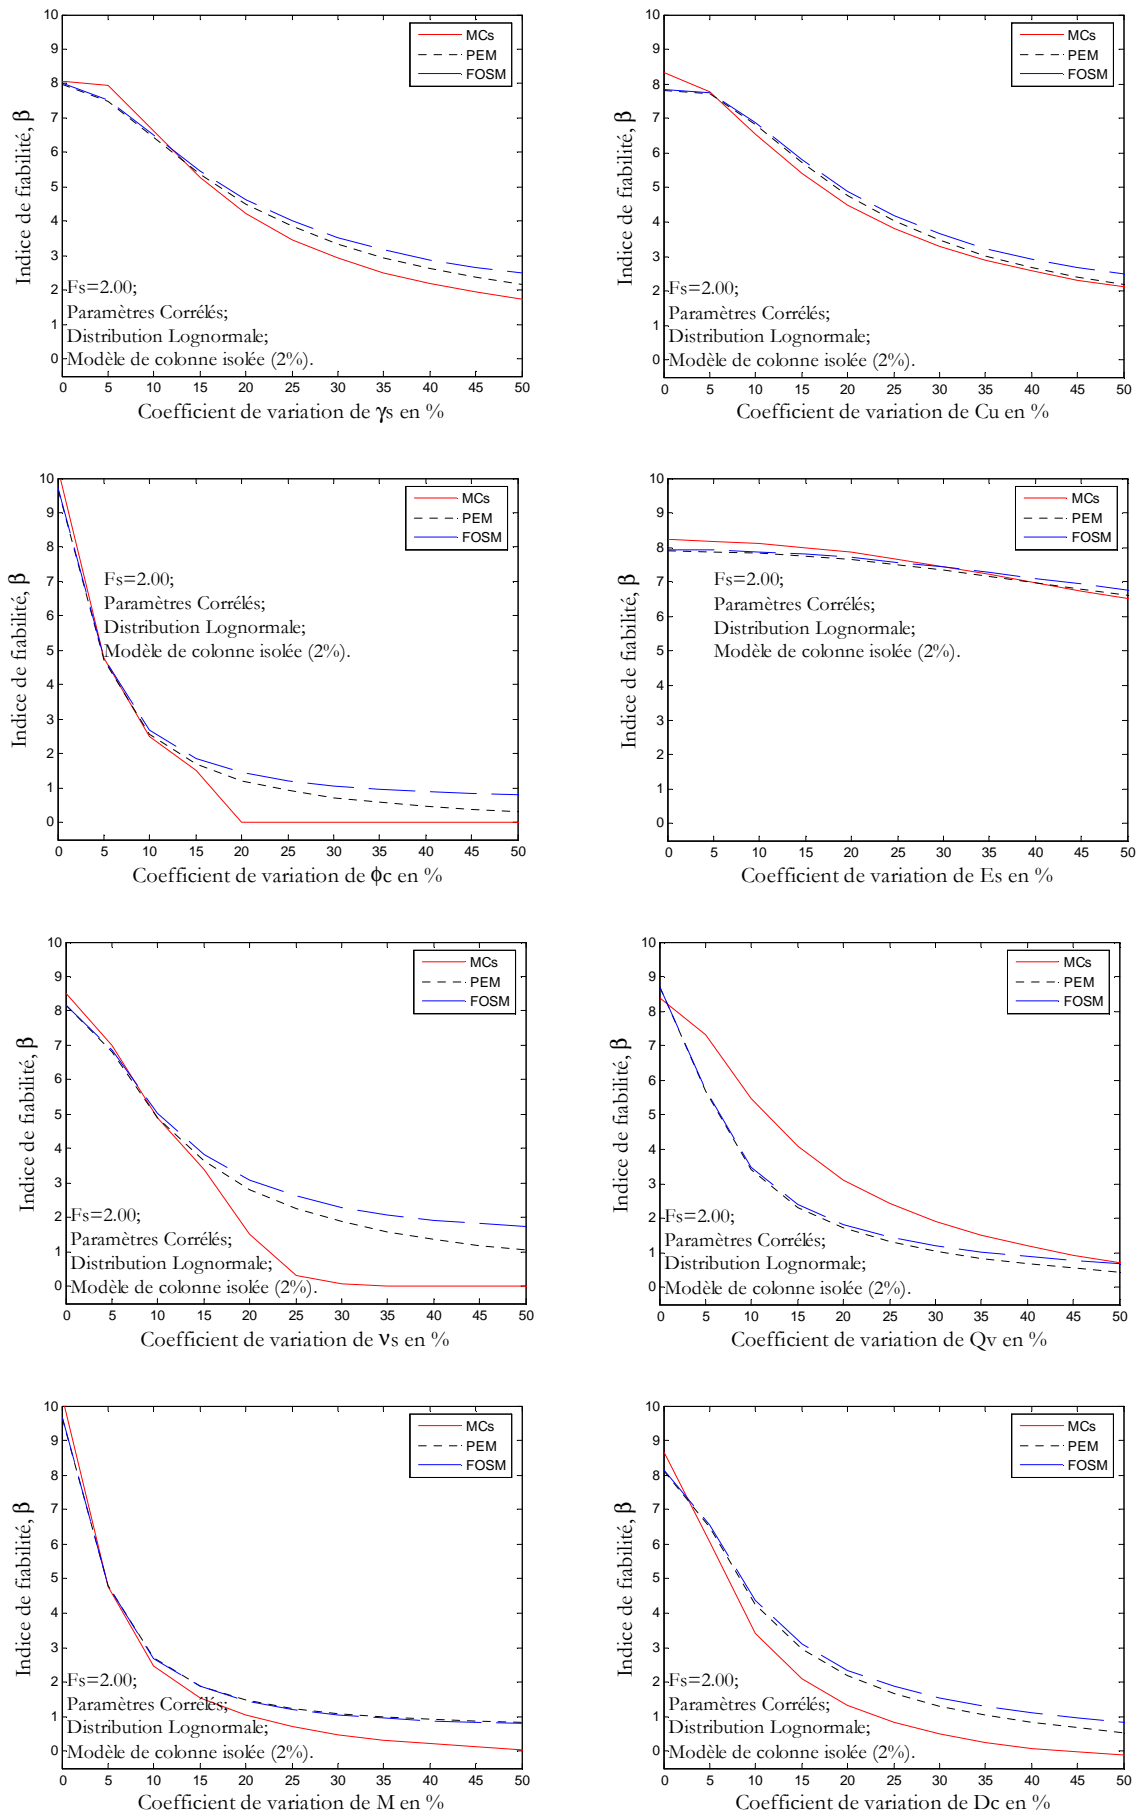 10
9
8
7
6
5
4
3
2
1
0
Indice de fiabilité, β
MCs
PEM
FOSM
Fs=2.00;
Paramètres Corrélés;
Distribution Lognormale;
Modèle de colonne isolée (2%).
0 5 10 15 20 25 30 35 40 45 50
Coefficient de variation de γs en %
10
9
8
7
6
5
4
3
2
1
0
Indice de fiabilité, β
MCs
PEM
FOSM
Fs=2.00;
Paramètres Corrélés;
Distribution Lognormale;
Modèle de colonne isolée (2%).
0 5 10 15 20 25 30 35 40 45 50
Coefficient de variation de Cu en %
10
9
8
7
6
5
4
3
2
1
0
Indice de fiabilité, β
MCs
PEM
FOSM
Fs=2.00;
Paramètres Corrélés;
Distribution Lognormale;
Modèle de colonne isolée (2%).
0 5 10 15 20 25 30 35 40 45 50
Coefficient de variation de ϕc en %
10
9
8
7
6
5
4
3
2
1
0
Indice de fiabilité, β
MCs
PEM
FOSM
Fs=2.00;
Paramètres Corrélés;
Distribution Lognormale;
Modèle de colonne isolée (2%).
0 5 10 15 20 25 30 35 40 45 50
Coefficient de variation de Es en %
10
9
8
7
6
5
4
3
2
1
0
Indice de fiabilité, β
MCs
PEM
FOSM
Fs=2.00;
Paramètres Corrélés;
Distribution Lognormale;
Modèle de colonne isolée (2%).
0 5 10 15 20 25 30 35 40 45 50
Coefficient de variation de νs en %
10
9
8
7
6
5
4
3
2
1
0
Indice de fiabilité, β
MCs
PEM
FOSM
Fs=2.00;
Paramètres Corrélés;
Distribution Lognormale;
Modèle de colonne isolée (2%).
0 5 10 15 20 25 30 35 40 45 50
Coefficient de variation de Qv en %
10
9
8
7
6
5
4
3
2
1
0
Indice de fiabilité, β
MCs
PEM
FOSM
Fs=2.00;
Paramètres Corrélés;
Distribution Lognormale;
Modèle de colonne isolée (2%).
0 5 10 15 20 25 30 35 40 45 50
Coefficient de variation de M en %
10
9
8
7
6
5
4
3
2
1
0
Indice de fiabilité, β
MCs
PEM
FOSM
Fs=2.00;
Paramètres Corrélés;
Distribution Lognormale;
Modèle de colonne isolée (2%).
0 5 10 15 20 25 30 35 40 45 50
Coefficient de variation de Dc en %